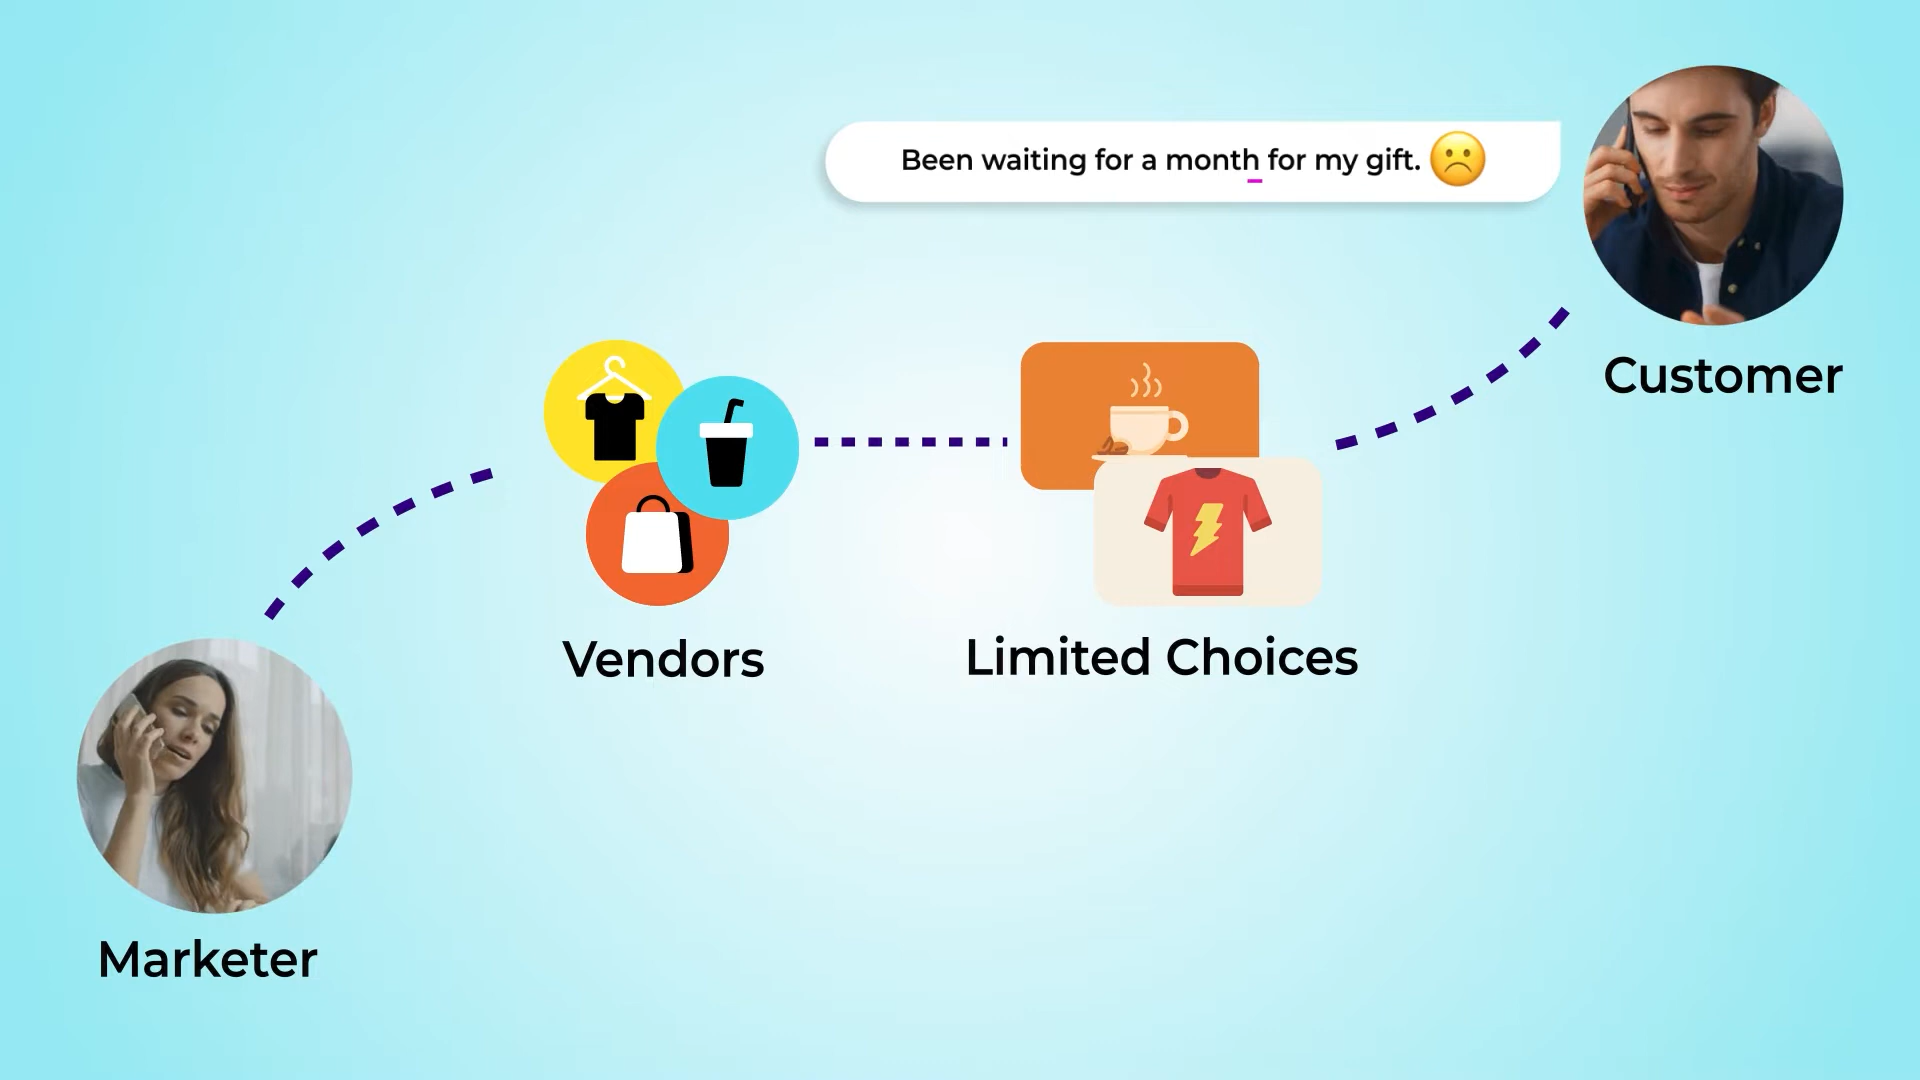 Been waiting for a month for my gift. ☹️
Customer
Vendors
Limited Choices
Marketer